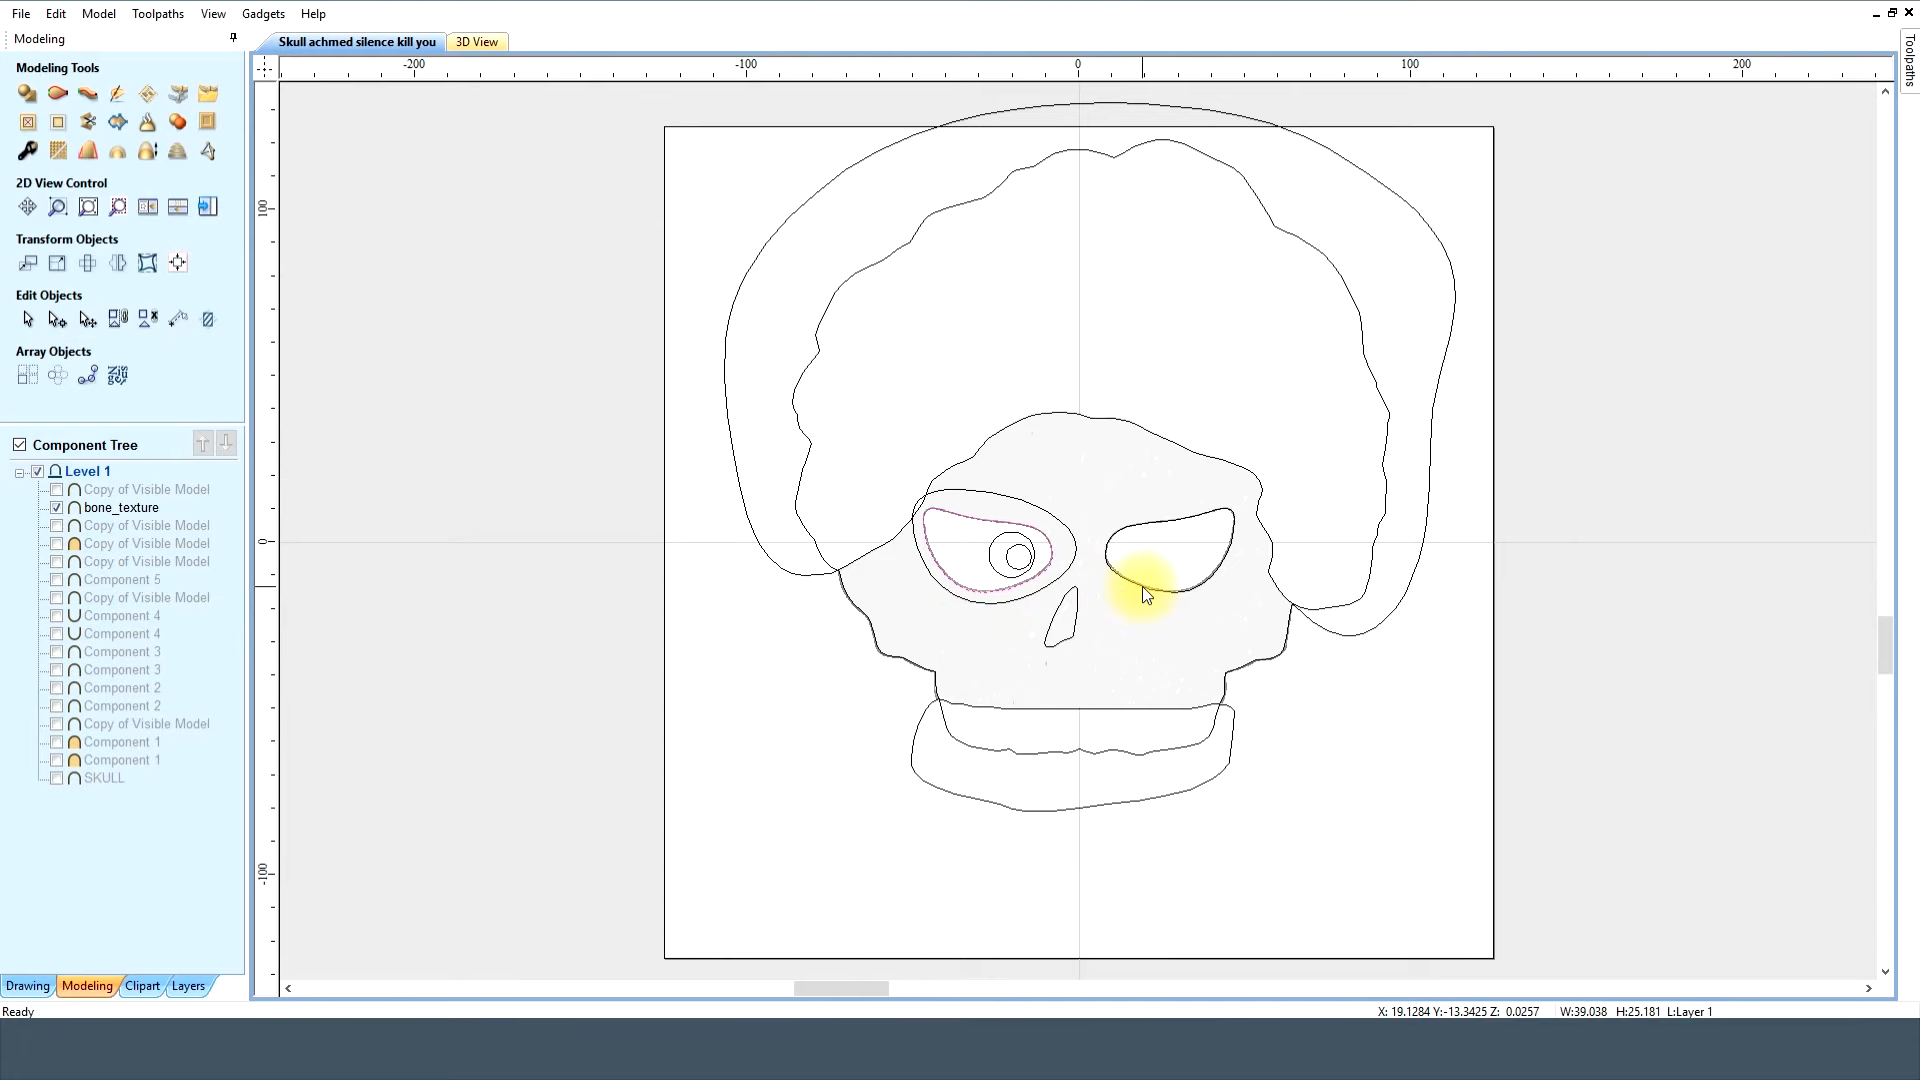 File Edit Model Toolpaths View Gadgets Help
Modeling
Skull achmed silence kill you
3D View
Toolpaths
-200 -100 0 100 200
100
0
-100
Modeling Tools
2D View Control
Transform Objects
Edit Objects
Array Objects
Component Tree
Level 1
Copy of Visible Model
bone_texture
Copy of Visible Model
Copy of Visible Model
Copy of Visible Model
Component 5
Copy of Visible Model
Component 4
Component 4
Component 3
Component 3
Component 2
Component 2
Copy of Visible Model
Component 1
Component 1
SKULL
Drawing Modeling Clipart Layers
Ready
X: 19.1284 Y:-13.3425 Z: 0.0257 W:39.038 H:25.181 L:Layer 1